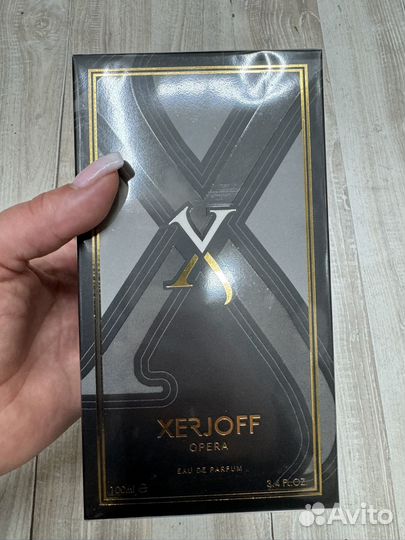 XERJOFF
OPERA
EAU DE PARFUM
100ml ℮ 3.4 FL.OZ
Avito